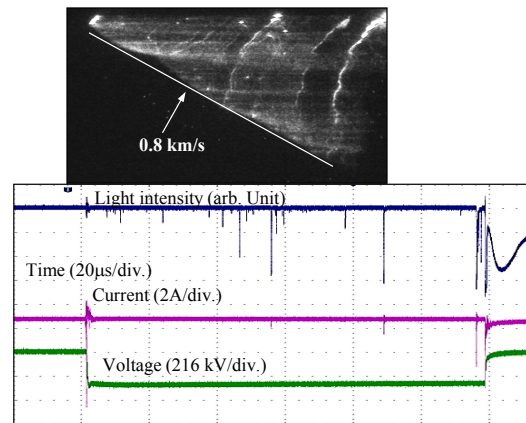 0.8 km/s
Light intensity (arb. Unit)
Time (20µs/div.)
Current (2A/div.)
Voltage (216 kV/div.)